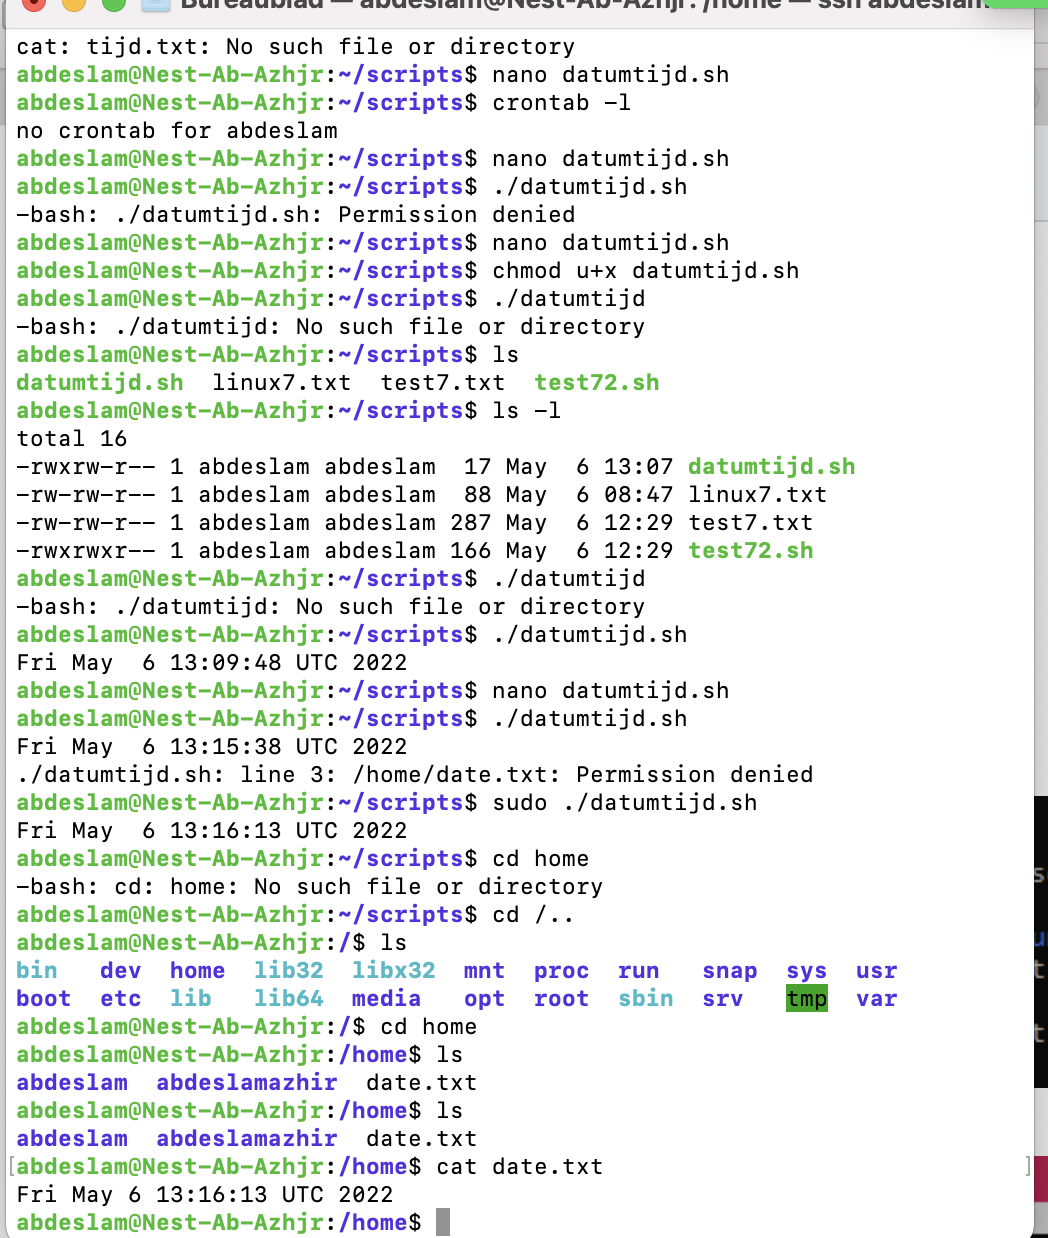 Bureaublad — abdeslam@Nest-Ab-Azhjr: /home — ssh abdeslam
cat: tijd.txt: No such file or directory
abdeslam@Nest-Ab-Azhjr:~/scripts$ nano datumtijd.sh
abdeslam@Nest-Ab-Azhjr:~/scripts$ crontab -l
no crontab for abdeslam
abdeslam@Nest-Ab-Azhjr:~/scripts$ nano datumtijd.sh
abdeslam@Nest-Ab-Azhjr:~/scripts$ ./datumtijd.sh
-bash: ./datumtijd.sh: Permission denied
abdeslam@Nest-Ab-Azhjr:~/scripts$ nano datumtijd.sh
abdeslam@Nest-Ab-Azhjr:~/scripts$ chmod u+x datumtijd.sh
abdeslam@Nest-Ab-Azhjr:~/scripts$ ./datumtijd
-bash: ./datumtijd: No such file or directory
abdeslam@Nest-Ab-Azhjr:~/scripts$ ls
datumtijd.sh  linux7.txt  test7.txt  test72.sh
abdeslam@Nest-Ab-Azhjr:~/scripts$ ls -l
total 16
-rwxrw-r-- 1 abdeslam abdeslam  17 May  6 13:07 datumtijd.sh
-rw-rw-r-- 1 abdeslam abdeslam  88 May  6 08:47 linux7.txt
-rw-rw-r-- 1 abdeslam abdeslam 287 May  6 12:29 test7.txt
-rwxrwxr-- 1 abdeslam abdeslam 166 May  6 12:29 test72.sh
abdeslam@Nest-Ab-Azhjr:~/scripts$ ./datumtijd
-bash: ./datumtijd: No such file or directory
abdeslam@Nest-Ab-Azhjr:~/scripts$ ./datumtijd.sh
Fri May  6 13:09:48 UTC 2022
abdeslam@Nest-Ab-Azhjr:~/scripts$ nano datumtijd.sh
abdeslam@Nest-Ab-Azhjr:~/scripts$ ./datumtijd.sh
Fri May  6 13:15:38 UTC 2022
./datumtijd.sh: line 3: /home/date.txt: Permission denied
abdeslam@Nest-Ab-Azhjr:~/scripts$ sudo ./datumtijd.sh
Fri May  6 13:16:13 UTC 2022
abdeslam@Nest-Ab-Azhjr:~/scripts$ cd home
-bash: cd: home: No such file or directory
abdeslam@Nest-Ab-Azhjr:~/scripts$ cd /..
abdeslam@Nest-Ab-Azhjr:/$ ls
bin   dev  home  lib32  libx32  mnt  proc  run   snap  sys  usr
boot  etc  lib   lib64  media   opt  root  sbin  srv   tmp  var
abdeslam@Nest-Ab-Azhjr:/$ cd home
abdeslam@Nest-Ab-Azhjr:/home$ ls
abdeslam  abdeslamazhir  date.txt
abdeslam@Nest-Ab-Azhjr:/home$ ls
abdeslam  abdeslamazhir  date.txt
[abdeslam@Nest-Ab-Azhjr:/home$ cat date.txt ]
Fri May 6 13:16:13 UTC 2022
abdeslam@Nest-Ab-Azhjr:/home$